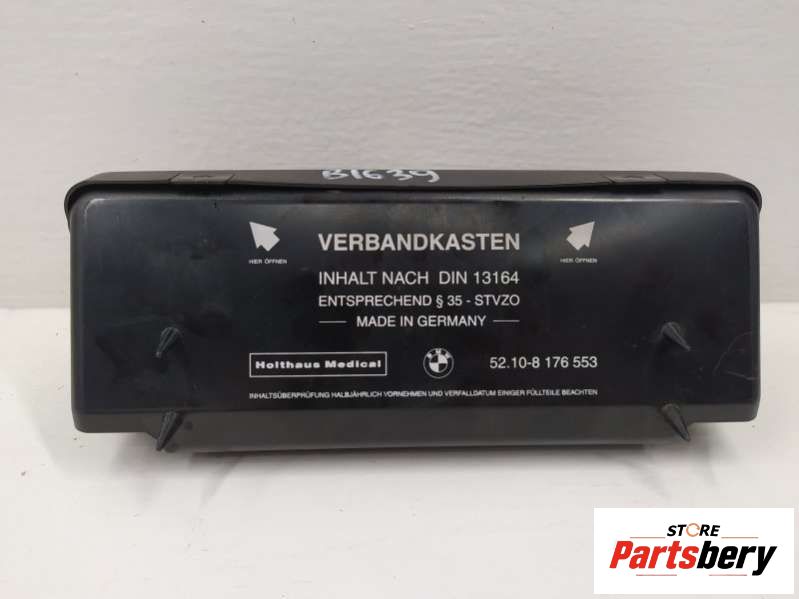 B1639
VERBANDKASTEN
HIER ÖFFNEN
HIER ÖFFNEN
INHALT NACH DIN 13164
ENTSPRECHEND § 35 - STVZO
MADE IN GERMANY
Holthaus Medical
BMW
52.10-8 176 553
INHALTSÜBERPRÜFUNG HALBJÄHRLICH VORNEHMEN UND VERFALLDATUM EINIGER FÜLLTEILE BEACHTEN
STORE
Partsbery